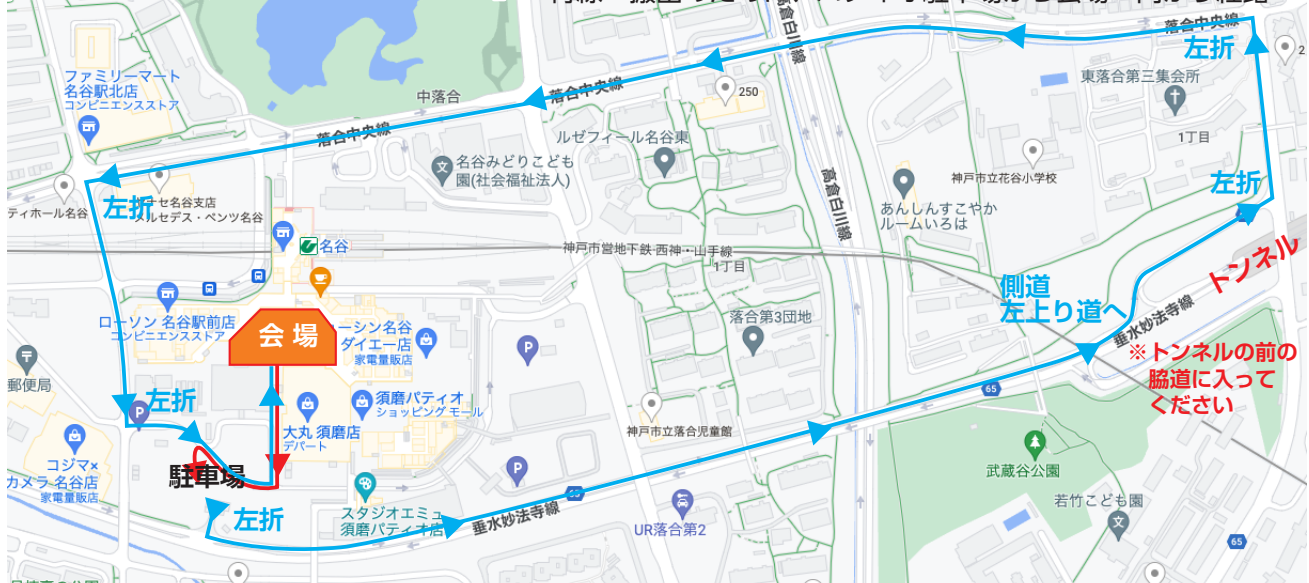 落合中央線
左折
ファミリーマート
名谷駅北店
コンビニエンスストア
中落合
落合中央線
250
高倉白川線
東落合第三集会所
1丁目
落合中央線
ルゼフィール名谷東
名谷みどりこども
園(社会福祉法人)
神戸市立花谷小学校
高倉白川線
あんしんすこやか
ルームいろは
左折
ティホール名谷
左折
ナセ名谷支店
メルセデス・ベンツ名谷
名谷
神戸市営地下鉄·西神・山手線
1丁目
トンネル
側道
左上り道へ
ローソン 名谷駅前店
コンビニエンスストア
会場
ーシン名谷
ダイエー店
家電量販店
P
落合第3団地
垂水妙法寺線
※トンネルの前の
脇道に入って
ください
郵便局
65
P
左折
須磨パティオ
ショッピングモール
大丸 須磨店
デパート
神戸市立落合児童館
コジマ×
カメラ 名谷店
家電量販店
駐車場
P
武蔵谷公園
若竹こども園
スタジオエミュ
須磨パティオ店
左折
垂水妙法寺線
UR落合第2
65